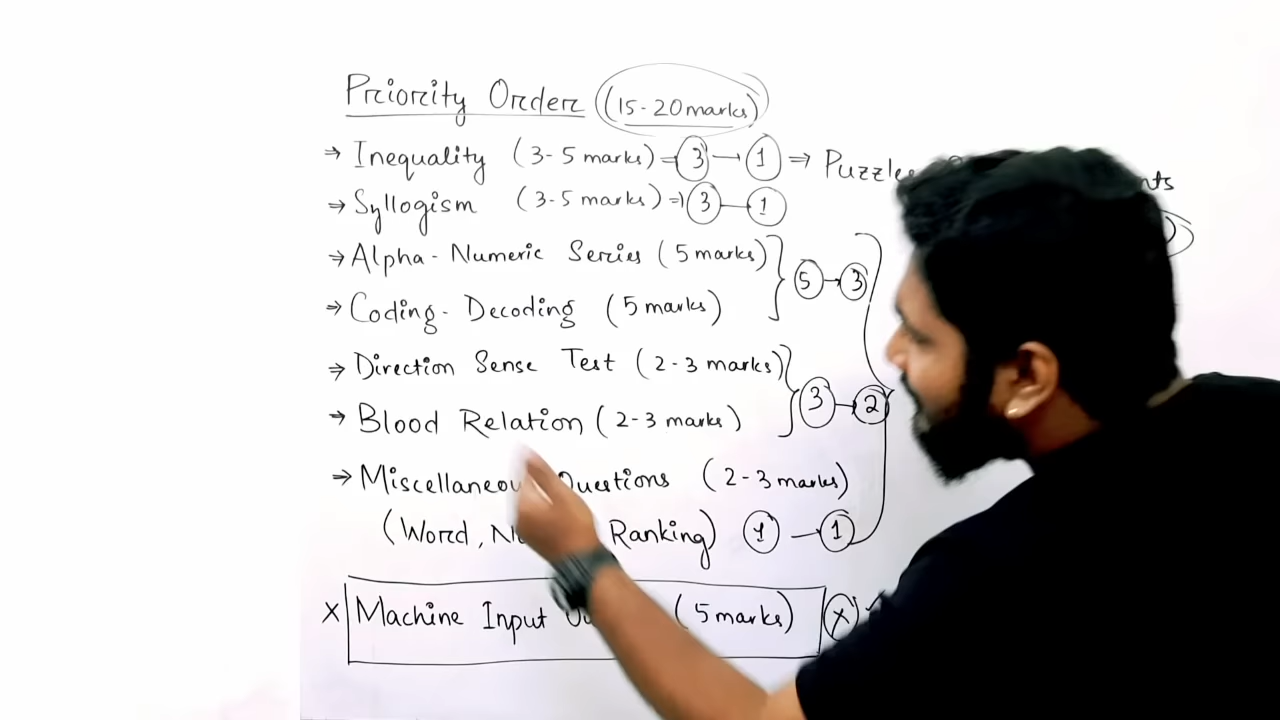 Priority Order (15-20 marks)
⇒ Inequality (3-5 marks) = 3 — 1 ⇒
⇒ Syllogism (3-5 marks) ⇒ 3 — 1
⇒ Alpha-Numeric Series (5 marks) } 5 → 3
⇒ Coding-Decoding (5 marks)
⇒ Direction Sense Test (2-3 marks) } 3 → 2
⇒ Blood Relation (2-3 marks)
⇒ Miscellaneous Questions (2-3 marks)
(Word, Ranking) 1 — 1
X Machine Input (5 marks) X